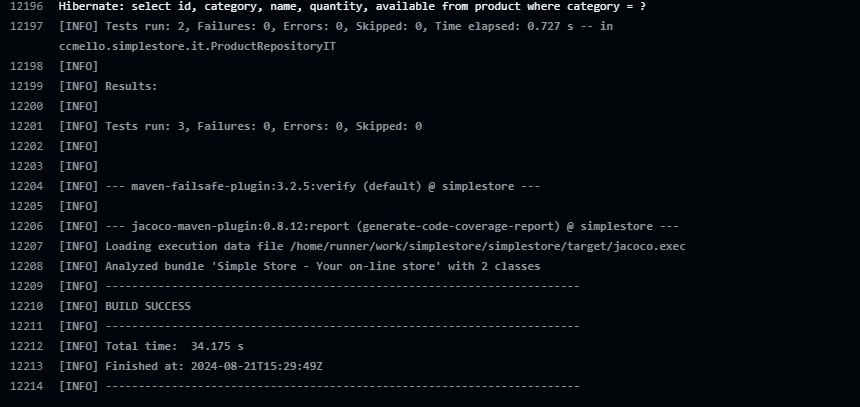 12196 Hibernate: select id, category, name, quantity, available from product where category = ?
12197 [INFO] Tests run: 2, Failures: 0, Errors: 0, Skipped: 0, Time elapsed: 0.727 s -- in
ccmello.simplestore.it.ProductRepositoryIT
12198 [INFO]
12199 [INFO] Results:
12200 [INFO]
12201 [INFO] Tests run: 3, Failures: 0, Errors: 0, Skipped: 0
12202 [INFO]
12203 [INFO]
12204 [INFO] --- maven-failsafe-plugin:3.2.5:verify (default) @ simplestore ---
12205 [INFO]
12206 [INFO] --- jacoco-maven-plugin:0.8.12:report (generate-code-coverage-report) @ simplestore ---
12207 [INFO] Loading execution data file /home/runner/work/simplestore/simplestore/target/jacoco.exec
12208 [INFO] Analyzed bundle 'Simple Store - Your on-line store' with 2 classes
12209 [INFO] ------------------------------------------------------------------------
12210 [INFO] BUILD SUCCESS
12211 [INFO] ------------------------------------------------------------------------
12212 [INFO] Total time:  34.175 s
12213 [INFO] Finished at: 2024-08-21T15:29:49Z
12214 [INFO] ------------------------------------------------------------------------